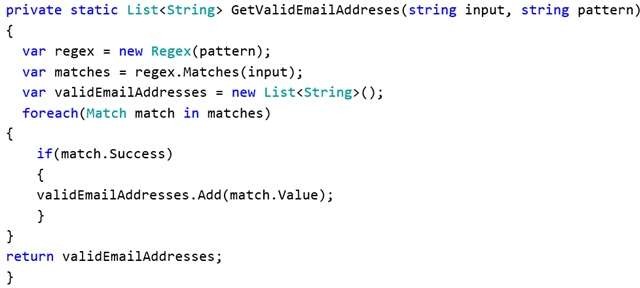 private static List<String> GetValidEmailAddreses(string input, string pattern)
{
var regex = new Regex(pattern);
var matches = regex.Matches(input);
var validEmailAddresses = new List<String>();
foreach(Match match in matches)
{
if(match.Success)
{
validEmailAddresses.Add(match.Value);
}
}
return validEmailAddresses;
}